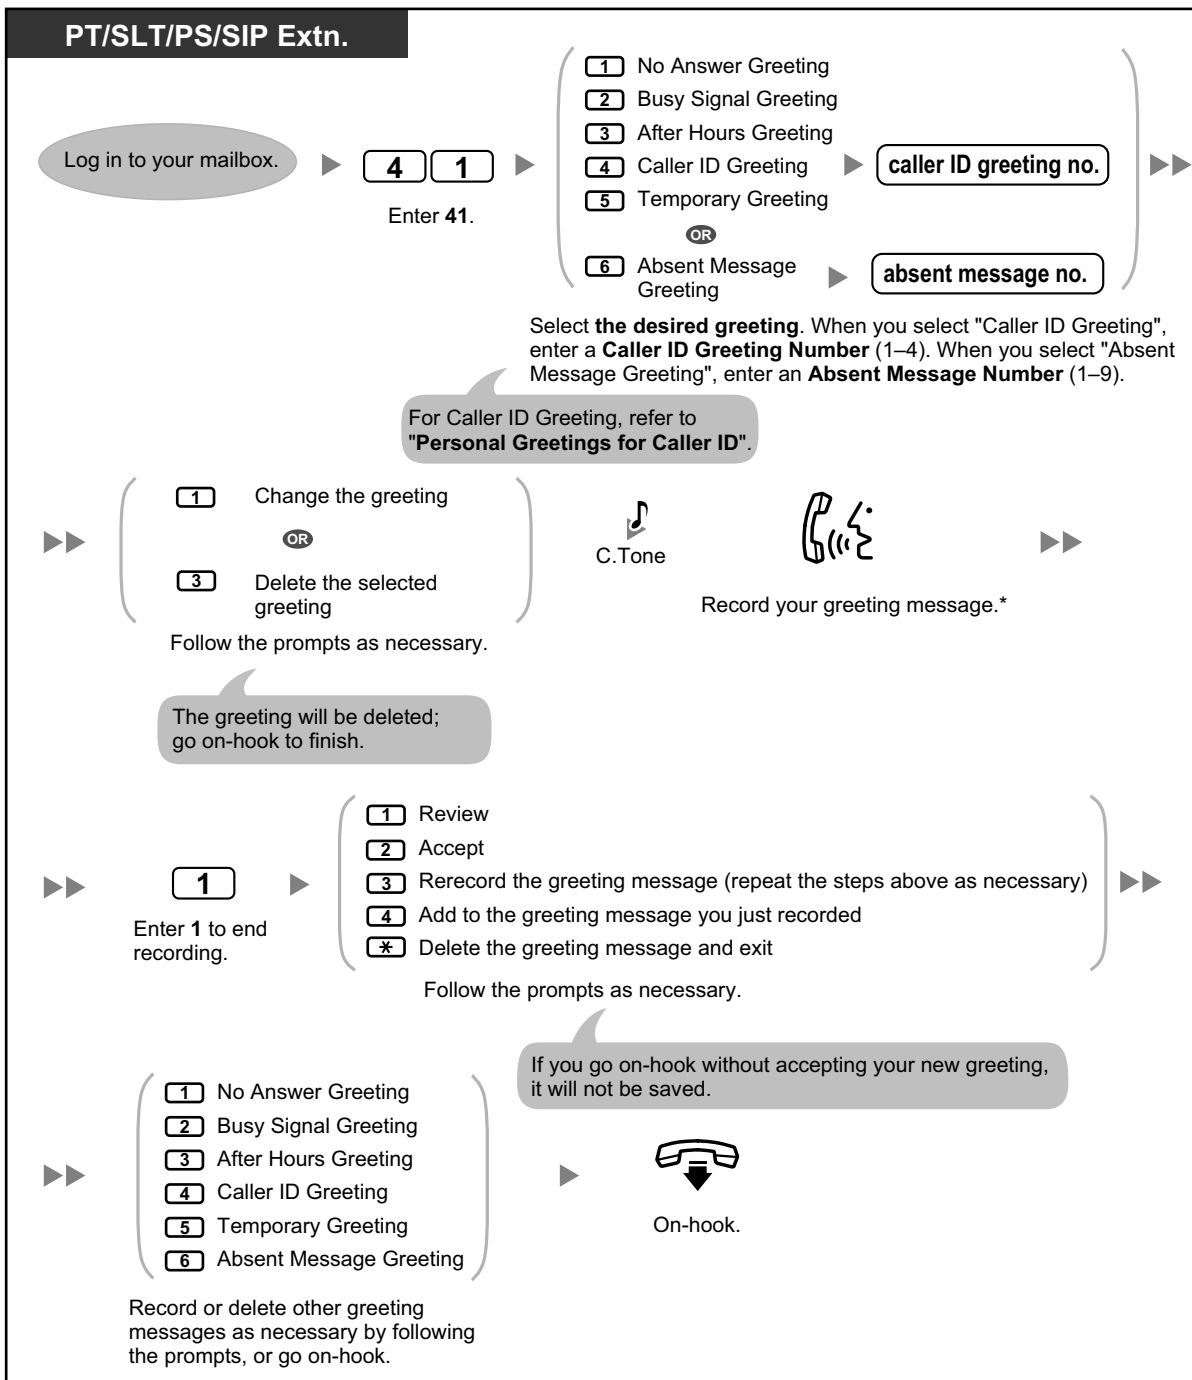 PT/SLT/PS/SIP Extn.
Log in to your mailbox.
4 1
Enter 41.
1 No Answer Greeting
2 Busy Signal Greeting
3 After Hours Greeting
4 Caller ID Greeting
caller ID greeting no.
5 Temporary Greeting
OR
6 Absent Message
Greeting
absent message no.
Select the desired greeting. When you select "Caller ID Greeting",
enter a Caller ID Greeting Number (1–4). When you select "Absent
Message Greeting", enter an Absent Message Number (1–9).
For Caller ID Greeting, refer to
"Personal Greetings for Caller ID".
1 Change the greeting
OR
3 Delete the selected
greeting
Follow the prompts as necessary.
C.Tone
Record your greeting message.*
The greeting will be deleted;
go on-hook to finish.
1
Enter 1 to end
recording.
1 Review
2 Accept
3 Rerecord the greeting message (repeat the steps above as necessary)
4 Add to the greeting message you just recorded
* Delete the greeting message and exit
Follow the prompts as necessary.
If you go on-hook without accepting your new greeting,
it will not be saved.
1 No Answer Greeting
2 Busy Signal Greeting
3 After Hours Greeting
4 Caller ID Greeting
5 Temporary Greeting
6 Absent Message Greeting
Record or delete other greeting
messages as necessary by following
the prompts, or go on-hook.
On-hook.